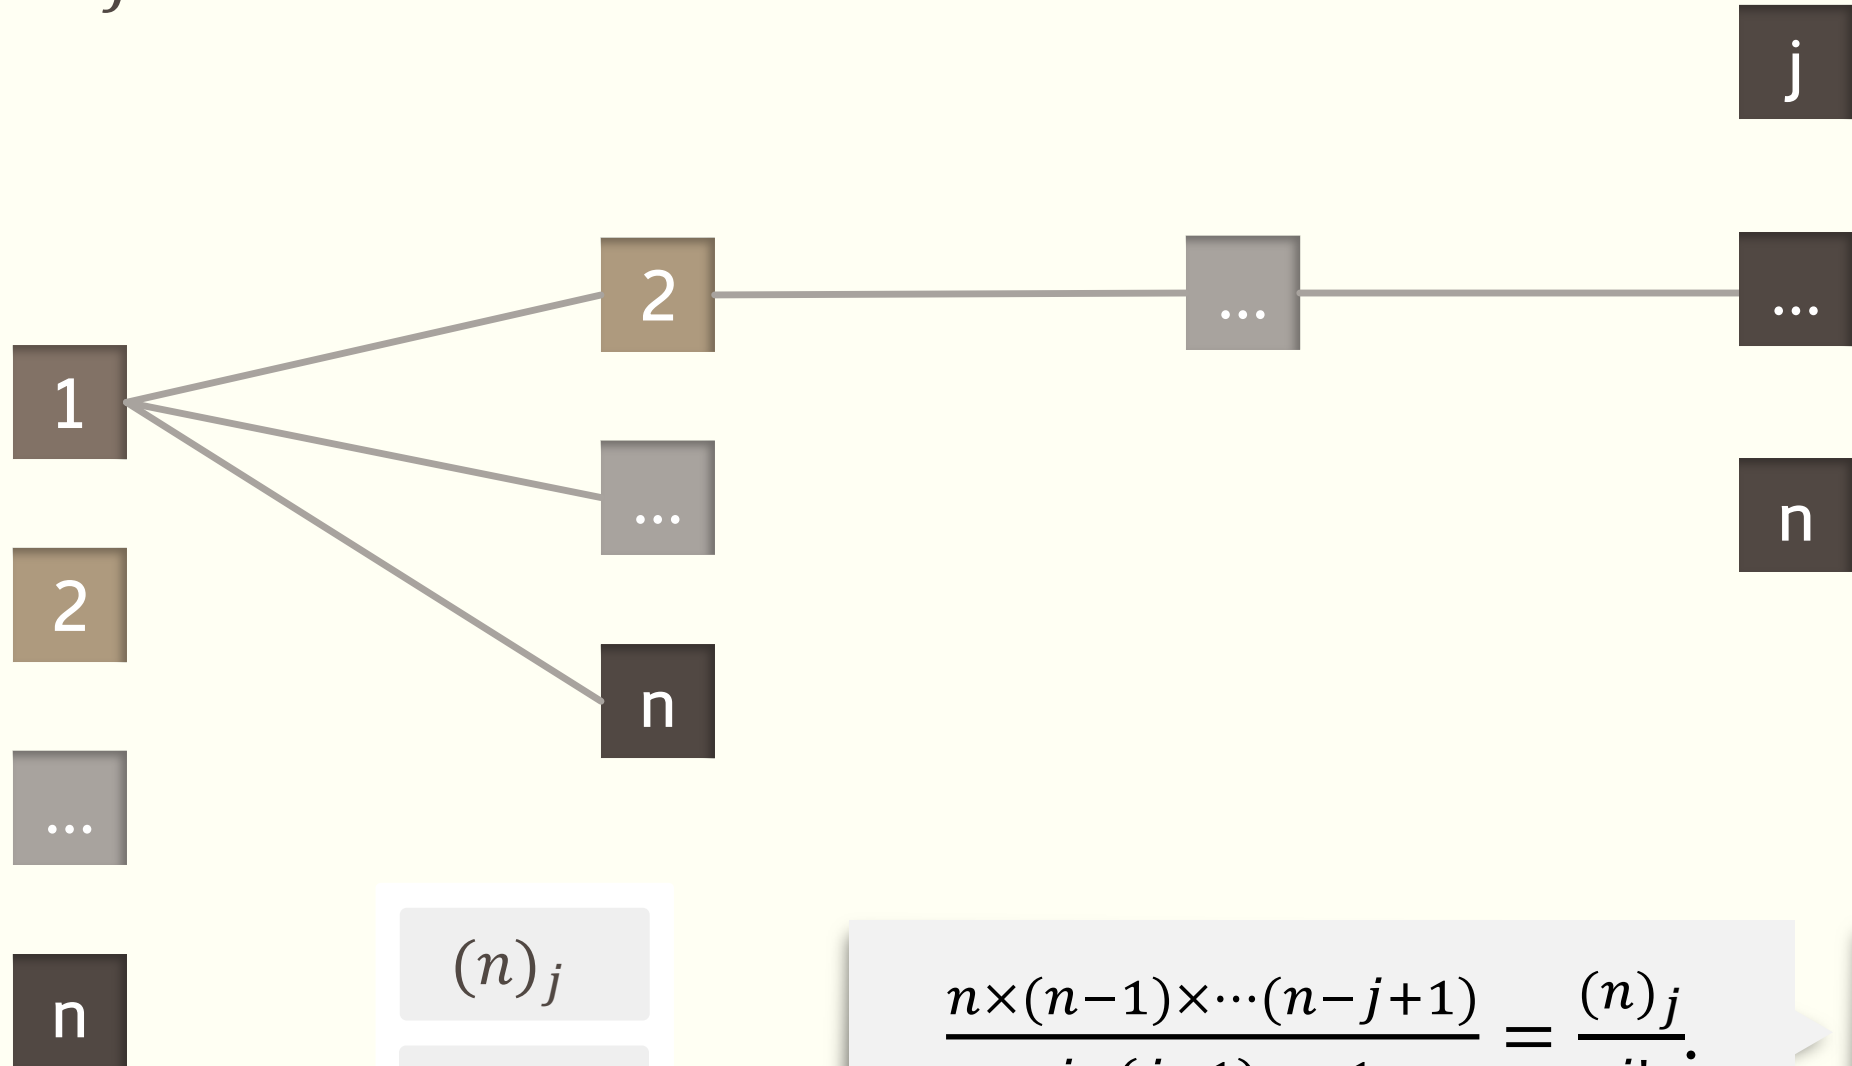 j
2
...
...
1
...
n
2
n
...
n
(n)_j
n×(n−1)×⋯(n−j+1) = (n)_j .